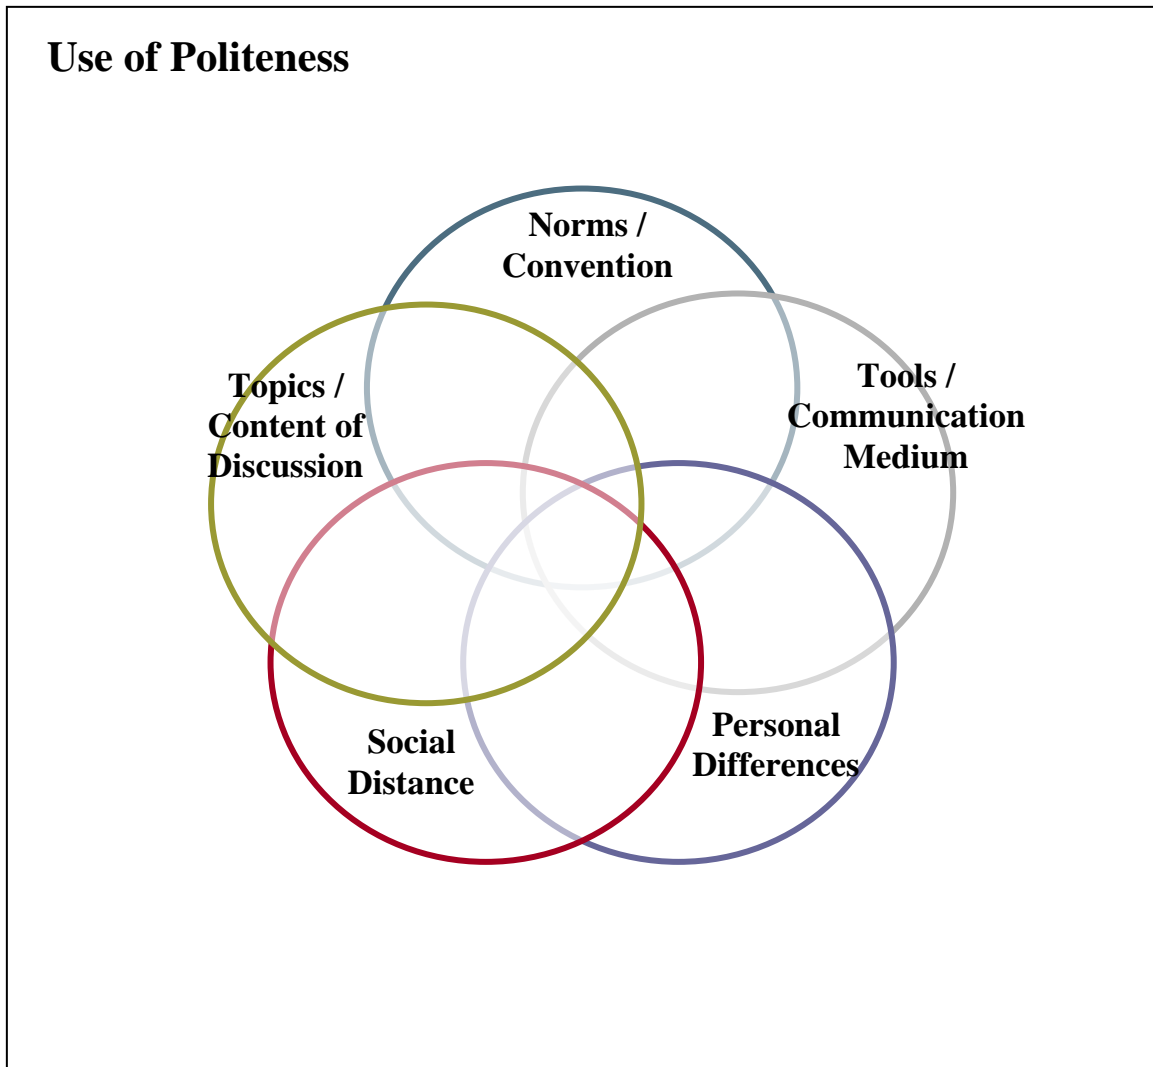 Use of Politeness
Norms /
Convention
Topics /
Content of
Discussion
Tools /
Communication
Medium
Social
Distance
Personal
Differences